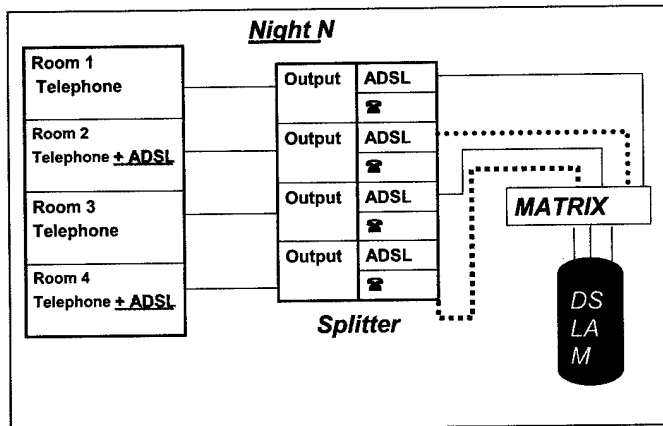 Night N
Room 1
Telephone
Room 2
Telephone + ADSL
Room 3
Telephone
Room 4
Telephone + ADSL
Output ADSL
☎
Output ADSL
☎
Output ADSL
☎
Output ADSL
☎
Splitter
MATRIX
DS
LA
M